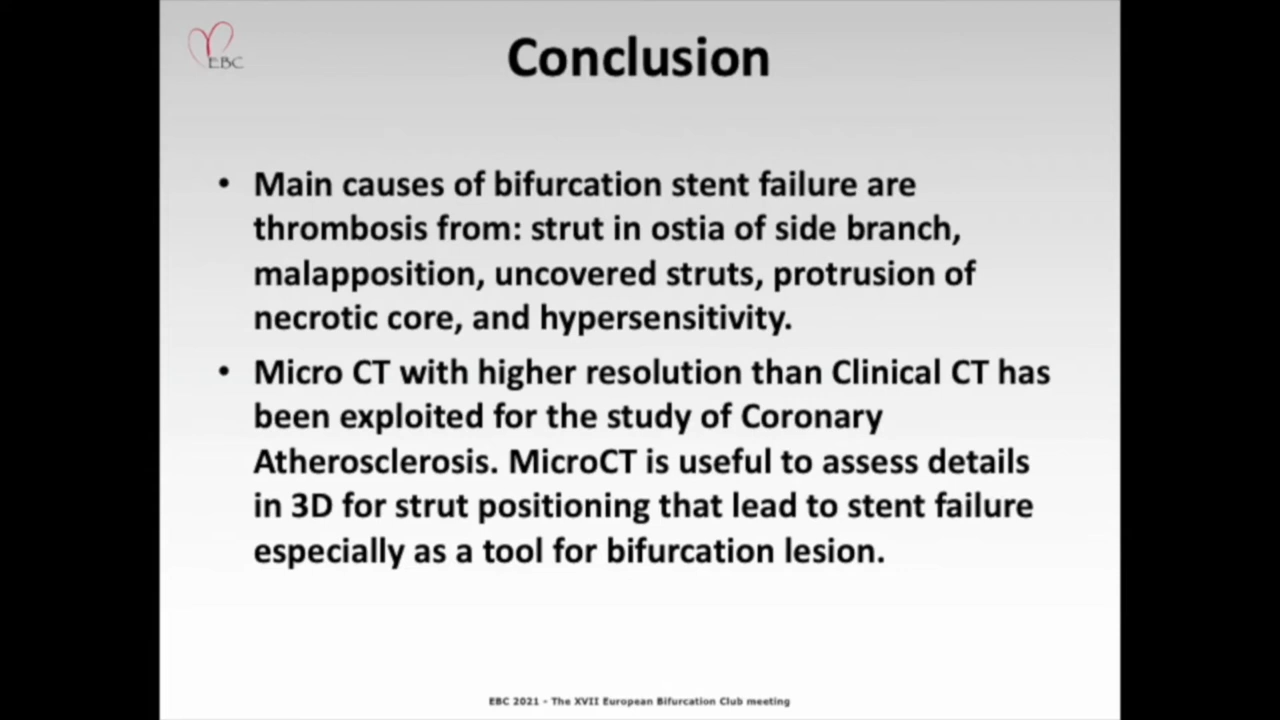 EBC
Conclusion
• Main causes of bifurcation stent failure are
thrombosis from: strut in ostia of side branch,
malapposition, uncovered struts, protrusion of
necrotic core, and hypersensitivity.
• Micro CT with higher resolution than Clinical CT has
been exploited for the study of Coronary
Atherosclerosis. MicroCT is useful to assess details
in 3D for strut positioning that lead to stent failure
especially as a tool for bifurcation lesion.
EBC 2021 - The XVII European Bifurcation Club meeting